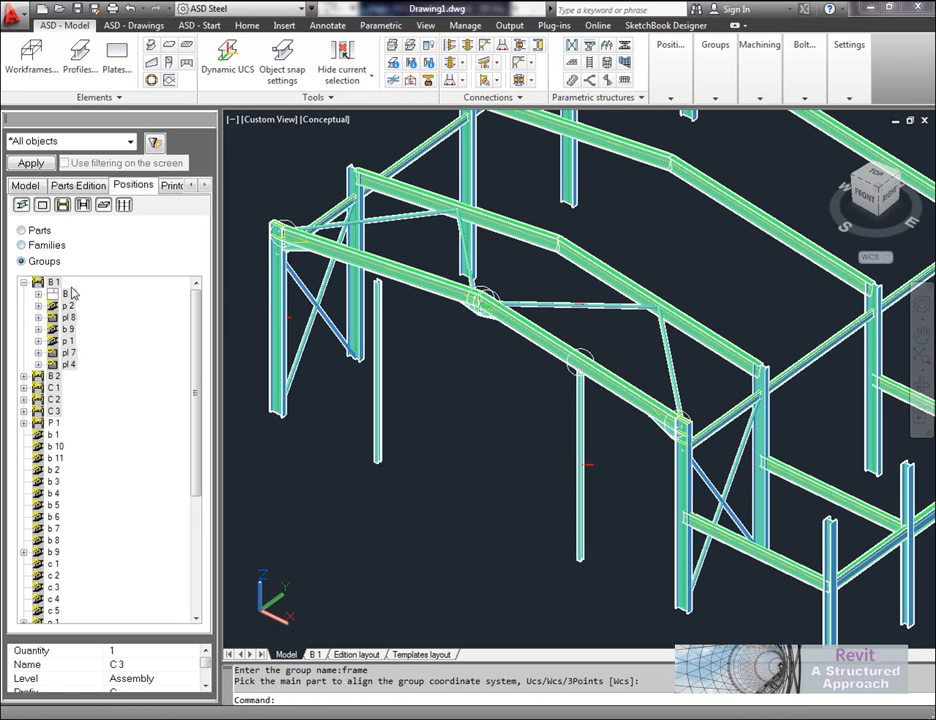 ASD Steel
Drawing1.dwg
Type a keyword or phrase
Sign In
ASD - Model
ASD - Drawings
ASD - Start
Home
Insert
Annotate
Parametric
View
Manage
Output
Plug-ins
Online
SketchBook Designer
Workframes...
Profiles...
Plates...
Dynamic UCS
Object snap settings
Hide current selection
Positi...
Groups
Machining
Bolt...
Settings
Elements
Tools
Connections
Parametric structures
*All objects
Apply
Use filtering on the screen
Model
Parts Edition
Positions
Printo
Parts
Families
Groups
B 1
B
p 2
pl 8
b 9
p 1
pl 7
pl 4
B 2
C 1
C 2
C 3
P 1
b 1
b 10
b 11
b 2
b 3
b 4
b 5
b 6
b 7
b 8
b 9
c 1
c 2
c 3
c 4
c 5
Quantity 1
Name C 3
Level Assembly
Prefix C
[−] [Custom View] [Conceptual]
TOP
FRONT
RIGHT
W
N
S
E
WCS
Z
Y
X
Model
B 1
Edition layout
Templates layout
Enter the group name:frame
Pick the main part to align the group coordinate system, Ucs/Wcs/3Points [Wcs]:
Command:
Revit
A Structured
Approach